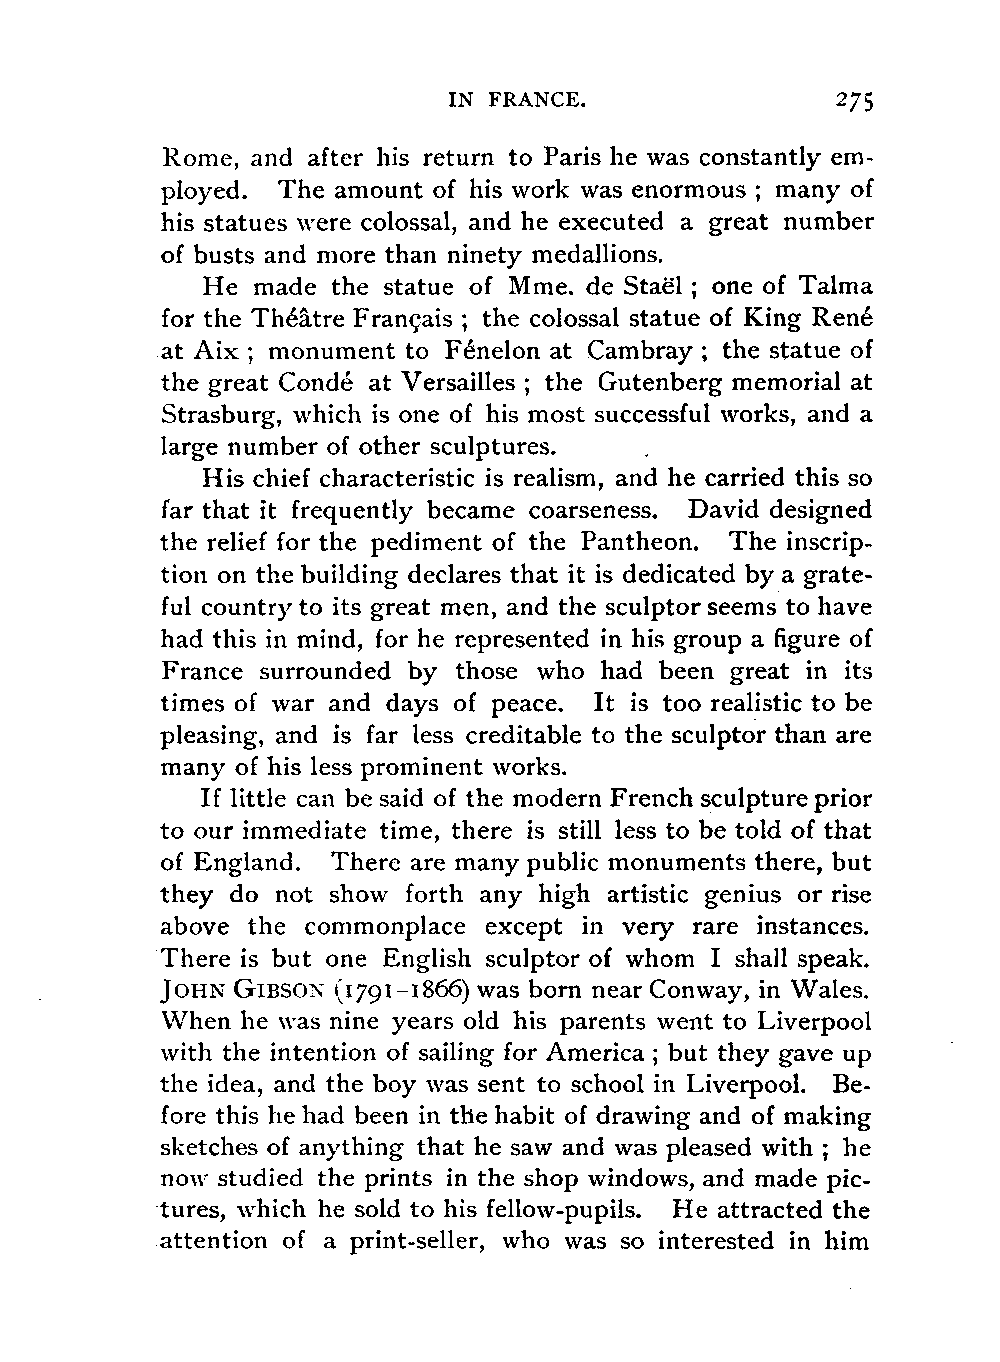 IN FRANCE. 275
Rome, and after his return to Paris he was constantly em-
ployed. The amount of his work was enormous ; many of
his statues were colossal, and he executed a great number
of busts and more than ninety medallions.
He made the statue of Mme. de Staël ; one of Talma
for the Théâtre Français ; the colossal statue of King René
at Aix ; monument to Fénelon at Cambray ; the statue of
the great Condé at Versailles ; the Gutenberg memorial at
Strasburg, which is one of his most successful works, and a
large number of other sculptures.
His chief characteristic is realism, and he carried this so
far that it frequently became coarseness. David designed
the relief for the pediment of the Pantheon. The inscrip-
tion on the building declares that it is dedicated by a grate-
ful country to its great men, and the sculptor seems to have
had this in mind, for he represented in his group a figure of
France surrounded by those who had been great in its
times of war and days of peace. It is too realistic to be
pleasing, and is far less creditable to the sculptor than are
many of his less prominent works.
If little can be said of the modern French sculpture prior
to our immediate time, there is still less to be told of that
of England. There are many public monuments there, but
they do not show forth any high artistic genius or rise
above the commonplace except in very rare instances.
There is but one English sculptor of whom I shall speak.
JOHN GIBSON (1791-1866) was born near Conway, in Wales.
When he was nine years old his parents went to Liverpool
with the intention of sailing for America ; but they gave up
the idea, and the boy was sent to school in Liverpool. Be-
fore this he had been in the habit of drawing and of making
sketches of anything that he saw and was pleased with ; he
now studied the prints in the shop windows, and made pic-
tures, which he sold to his fellow-pupils. He attracted the
attention of a print-seller, who was so interested in him